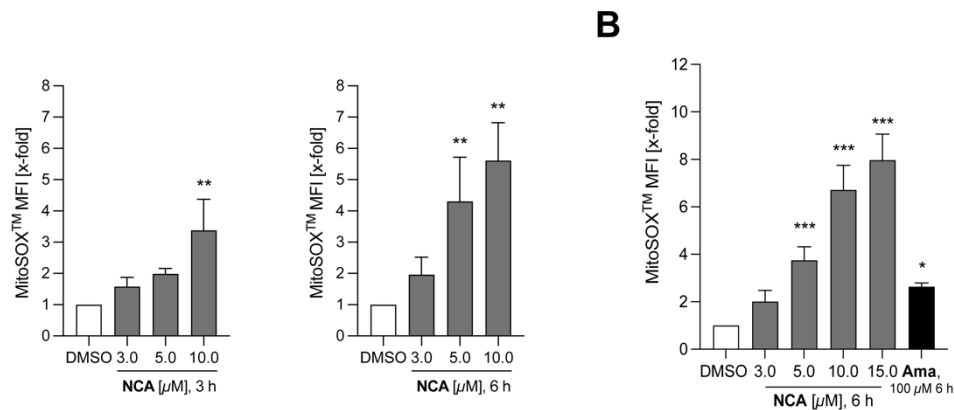 B
MitoSOX™ MFI [x-fold]
8
7
6
5
4
3
2
1
0
**
DMSO 3.0 5.0 10.0
NCA [µM], 3 h
MitoSOX™ MFI [x-fold]
8
7
6
5
4
3
2
1
0
**
**
DMSO 3.0 5.0 10.0
NCA [µM], 6 h
MitoSOX™ MFI [x-fold]
12
10
8
6
4
2
0
***
***
***
*
DMSO 3.0 5.0 10.0 15.0 Ama,
100 µM 6 h
NCA [µM], 6 h